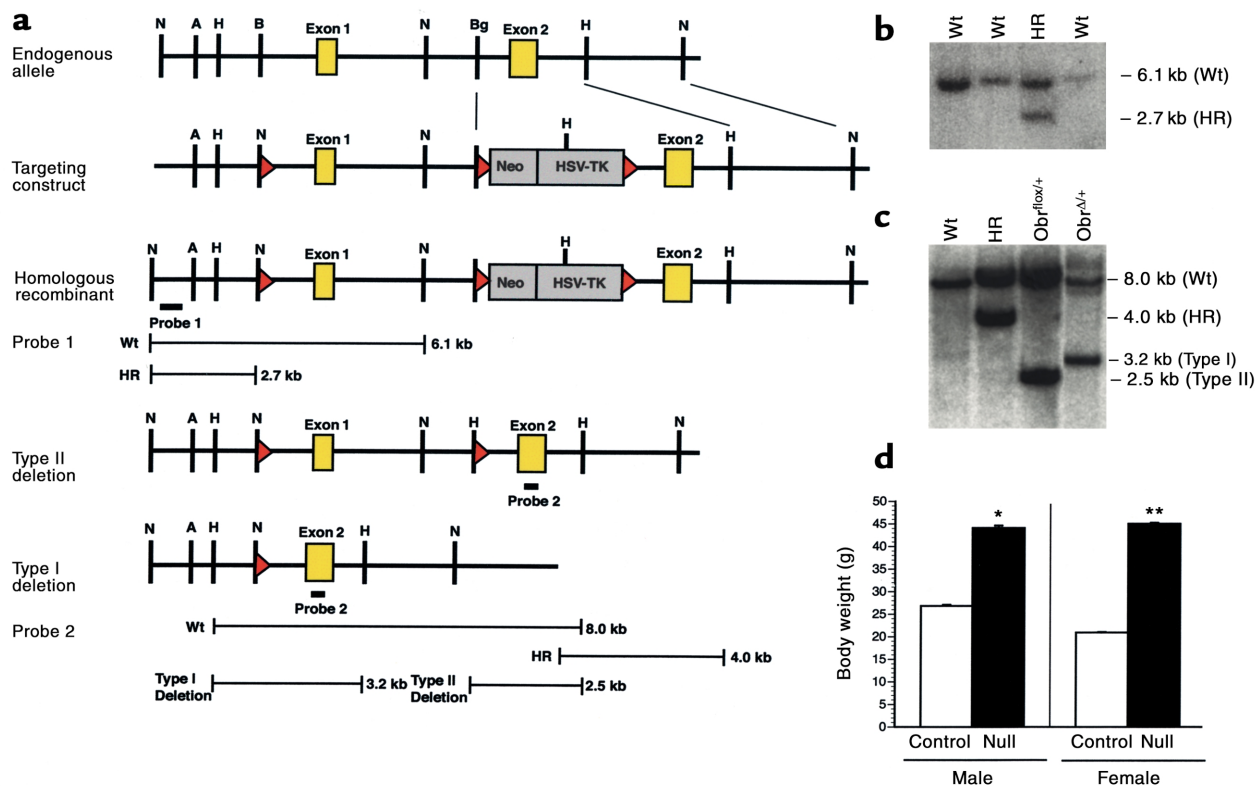 a
N A H B Exon 1 N Bg Exon 2 H N
Endogenous
allele
A H N Exon 1 N H Exon 2 H N
Targeting
construct
Neo HSV-TK
N A H N Exon 1 N H Exon 2 H N
Homologous
recombinant
Neo HSV-TK
Probe 1
Probe 1 Wt 6.1 kb
HR 2.7 kb
N A H N Exon 1 N H Exon 2 H N
Type II
deletion
Probe 2
N A H N Exon 2 H N
Type I
deletion
Probe 2
Probe 2 Wt 8.0 kb
HR 4.0 kb
Type I
Deletion
3.2 kb
Type II
Deletion
2.5 kb
b
Wt Wt HR Wt
– 6.1 kb (Wt)
– 2.7 kb (HR)
c
Wt HR Obrflox/+ ObrΔ/+
– 8.0 kb (Wt)
– 4.0 kb (HR)
– 3.2 kb (Type I)
– 2.5 kb (Type II)
d
Body weight (g)
50
45
40
35
30
25
20
15
10
5
0
* **
Control Null Control Null
Male Female